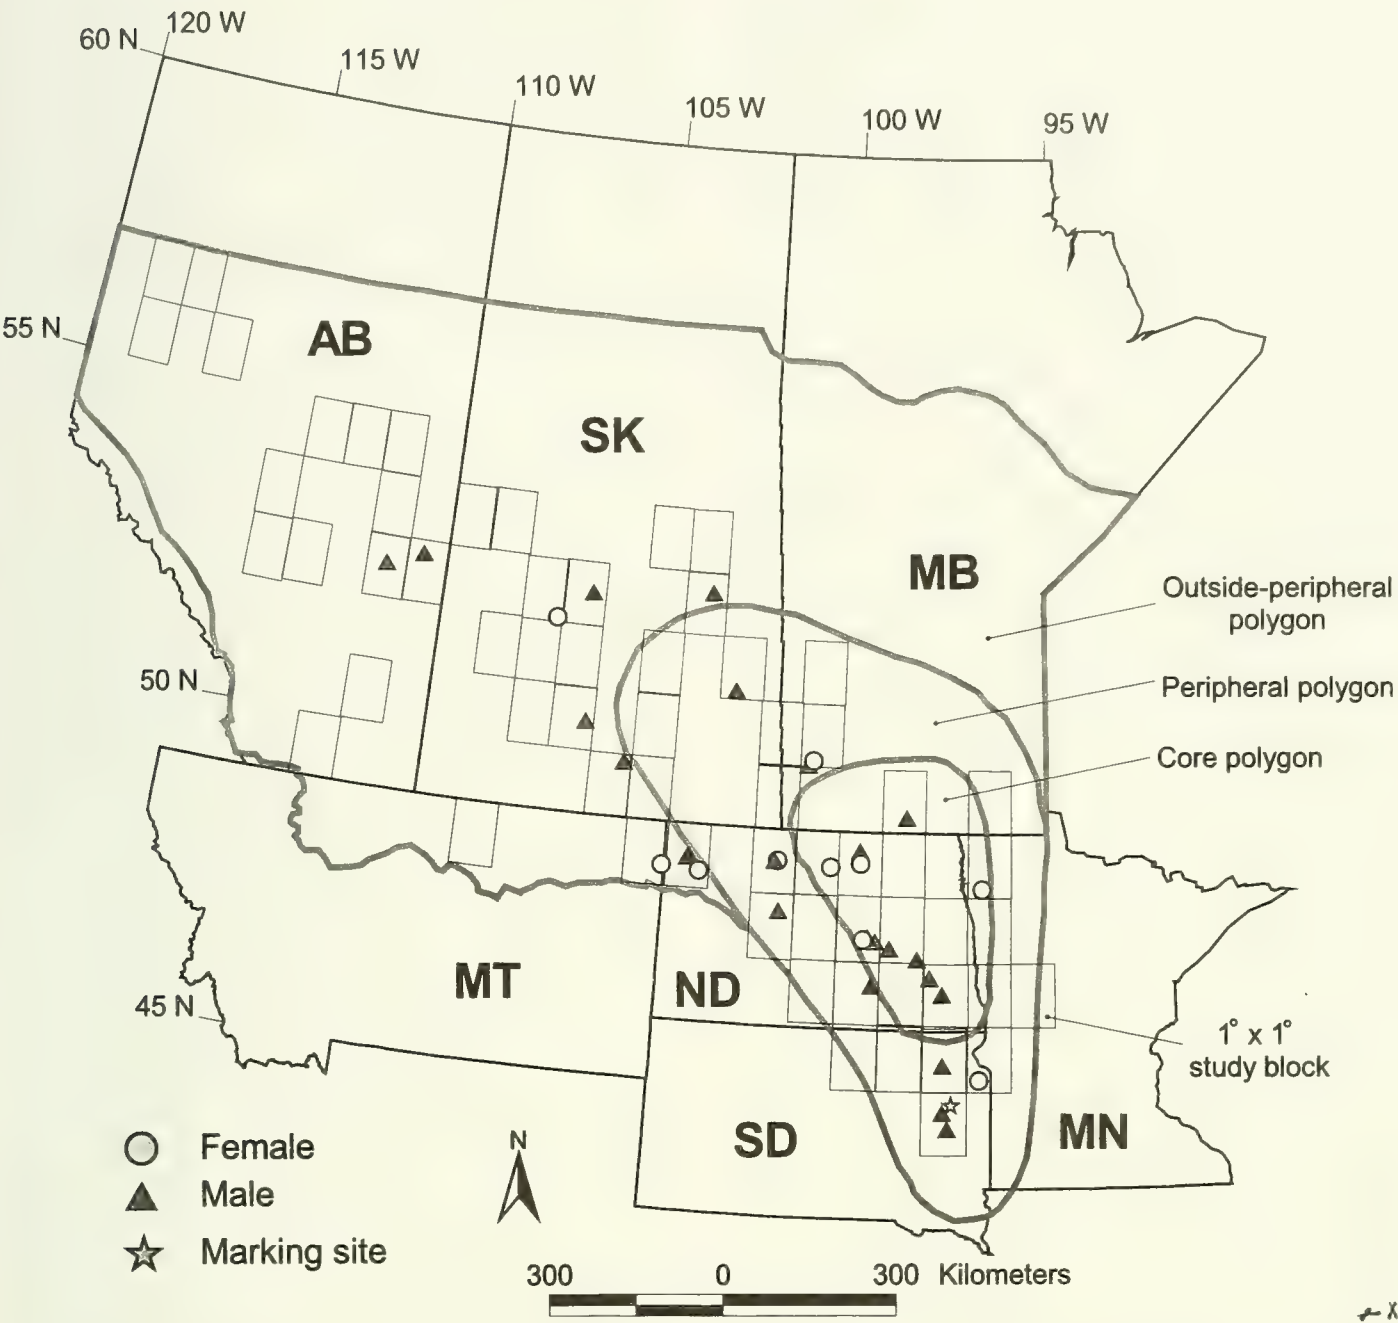 120 W
60 N
115 W
110 W
105 W
100 W
95 W
55 N
AB
SK
MB
Outside-peripheral
polygon
50 N
Peripheral polygon
Core polygon
MT
ND
45 N
1° x 1°
study block
SD
MN
N
Female
Male
Marking site
300 0 300 Kilometers